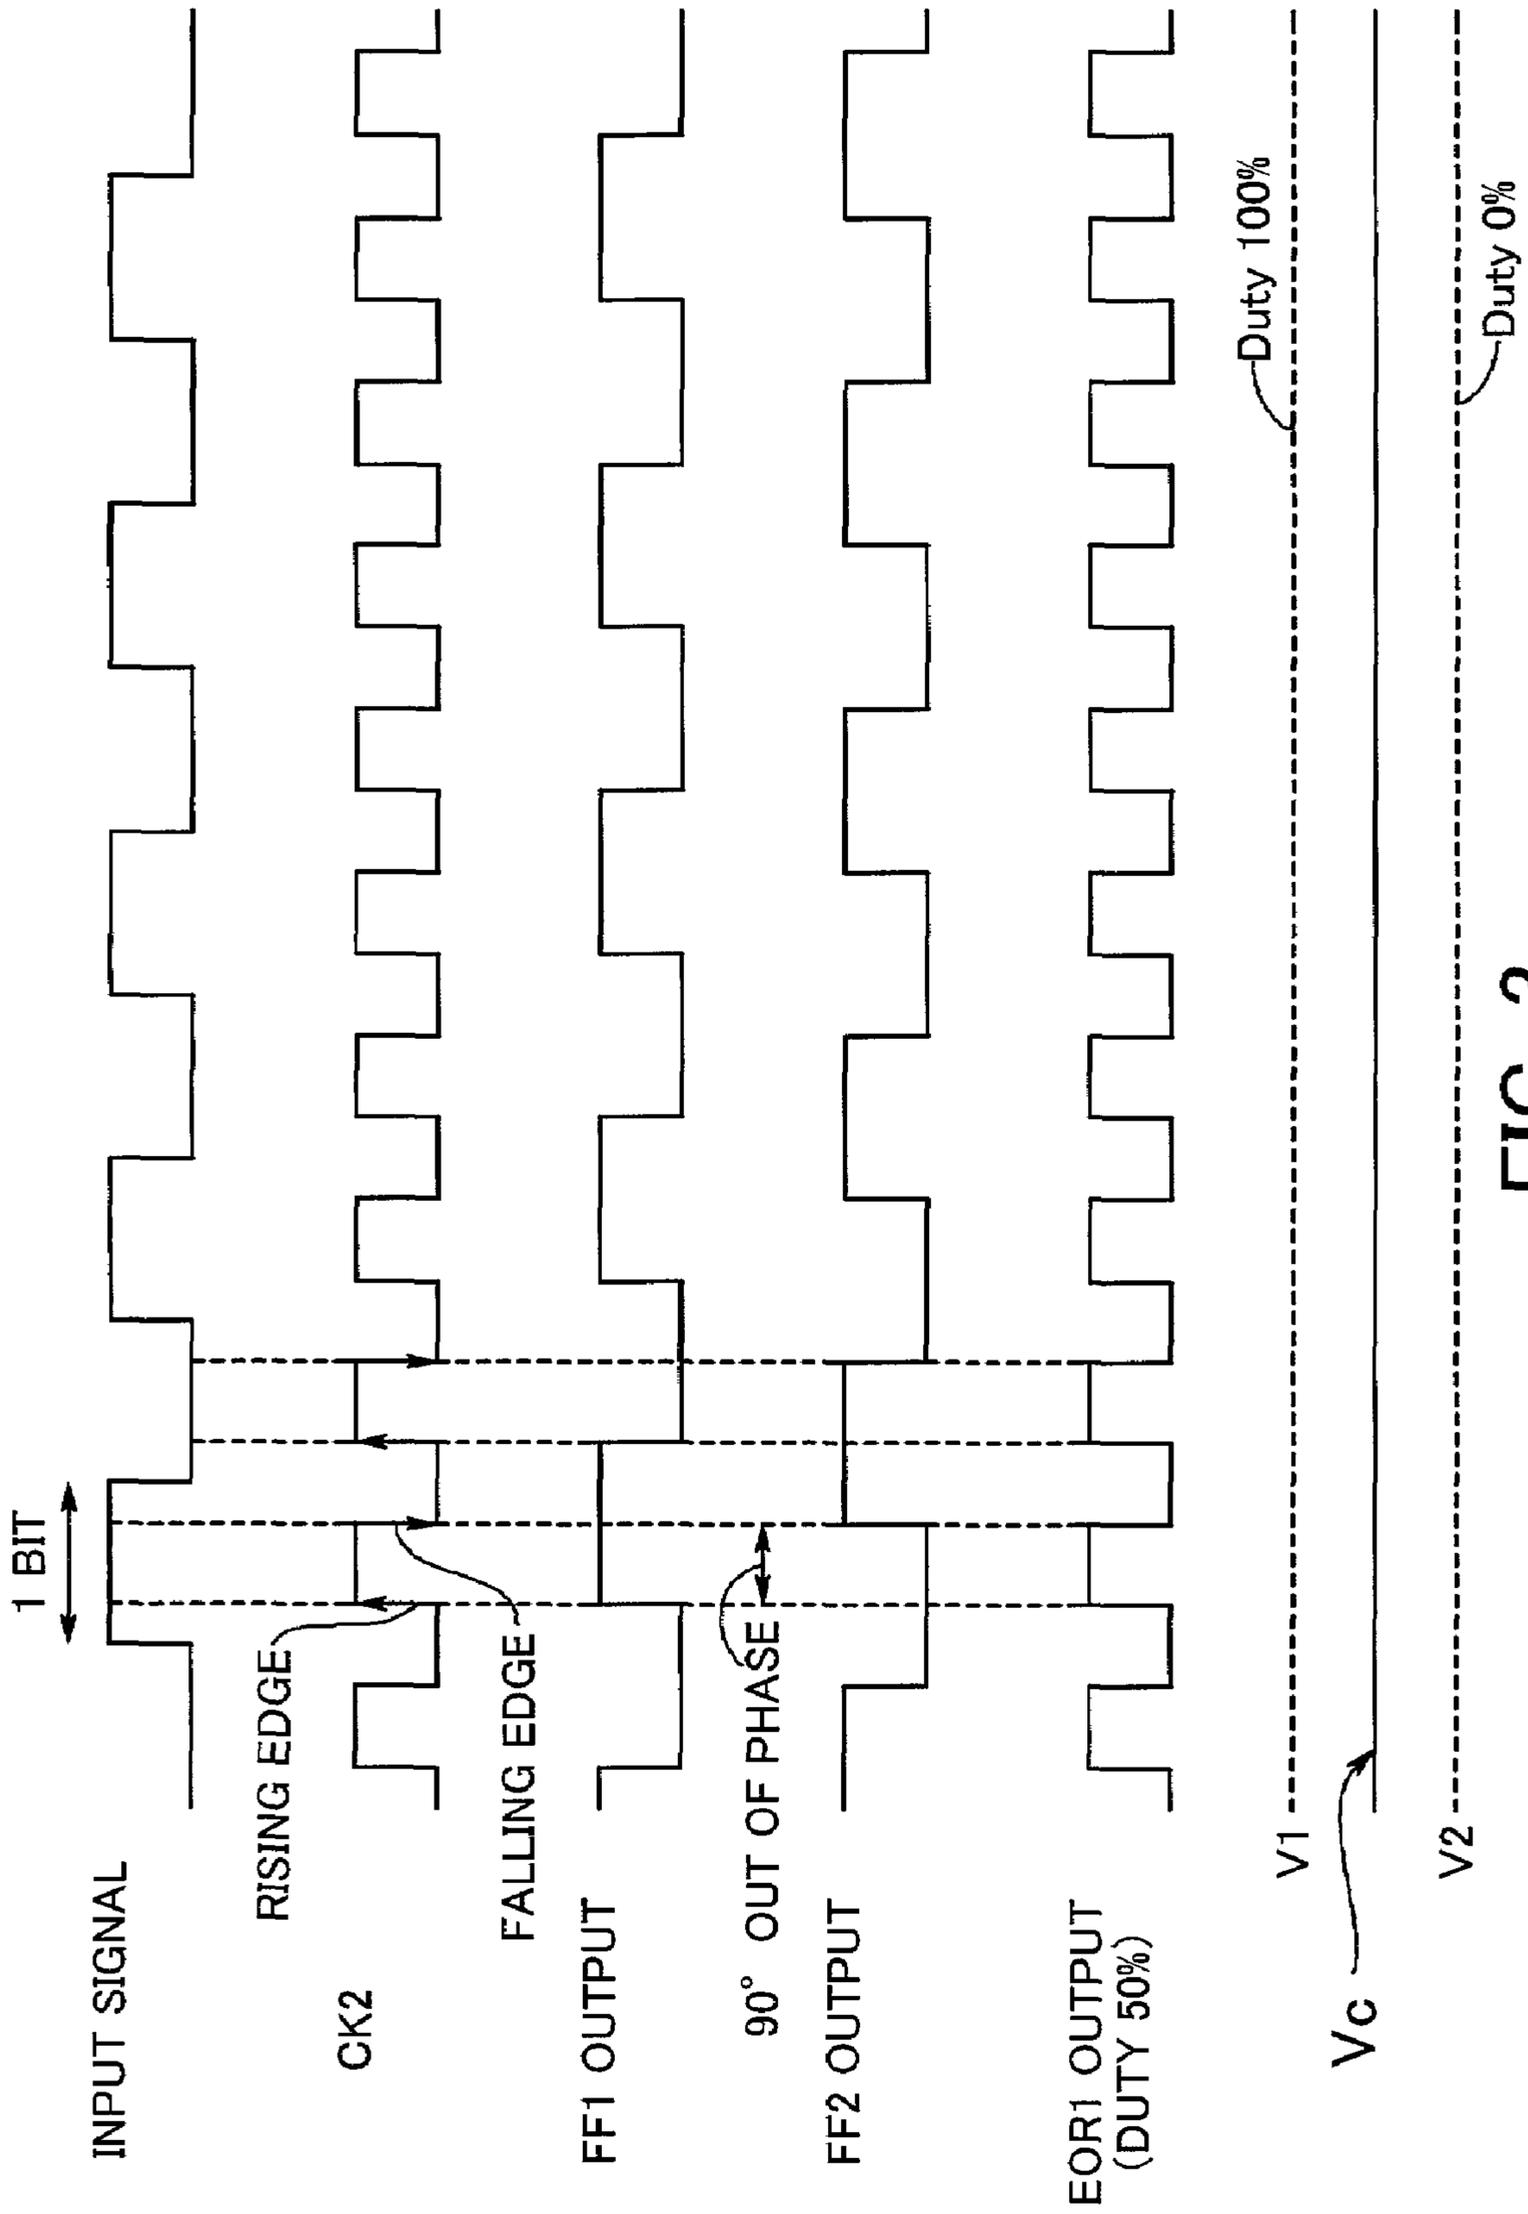 1 BIT
INPUT SIGNAL
RISING EDGE
CK2
FALLING EDGE
FF1 OUTPUT
90° OUT OF PHASE
FF2 OUTPUT
EOR1 OUTPUT
(DUTY 50%)
Duty 100%
V1
Vc
V2
Duty 0%